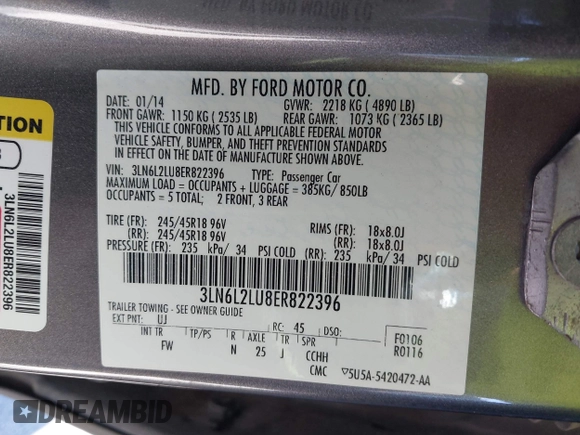 MFD. BY FORD MOTOR CO.
MFD. BY FORD MOTOR CO.
DATE: 01/14 GVWR: 2218 KG ( 4890 LB)
FRONT GAWR: 1150 KG ( 2535 LB) REAR GAWR: 1073 KG ( 2365 LB)
THIS VEHICLE CONFORMS TO ALL APPLICABLE FEDERAL MOTOR
VEHICLE SAFETY, BUMPER, AND THEFT PREVENTION STANDARDS
IN EFFECT ON THE DATE OF MANUFACTURE SHOWN ABOVE.
VIN: 3LN6L2LU8ER822396 TYPE: Passenger Car
MAXIMUM LOAD = OCCUPANTS + LUGGAGE = 385KG/ 850LB
OCCUPANTS = 5 TOTAL; 2 FRONT, 3 REAR
TIRE (FR): 245/45R18 96V RIMS (FR): 18x8.0J
(RR): 245/45R18 96V (RR): 18x8.0J
PRESSURE (FR): 235 kPa/ 34 PSI COLD (RR): 235 kPa/ 34 PSI COLD
3LN6L2LU8ER822396
TRAILER TOWING - SEE OWNER GUIDE
EXT PNT: UJ RC: 45 DSO: F0106
INT TR TP/PS R AXLE TR SPR R0116
FW N 25 J CCHH
CMC 5U5A-5420472-AA
TION
3LN6L2LU8ER822396
DREAMBID